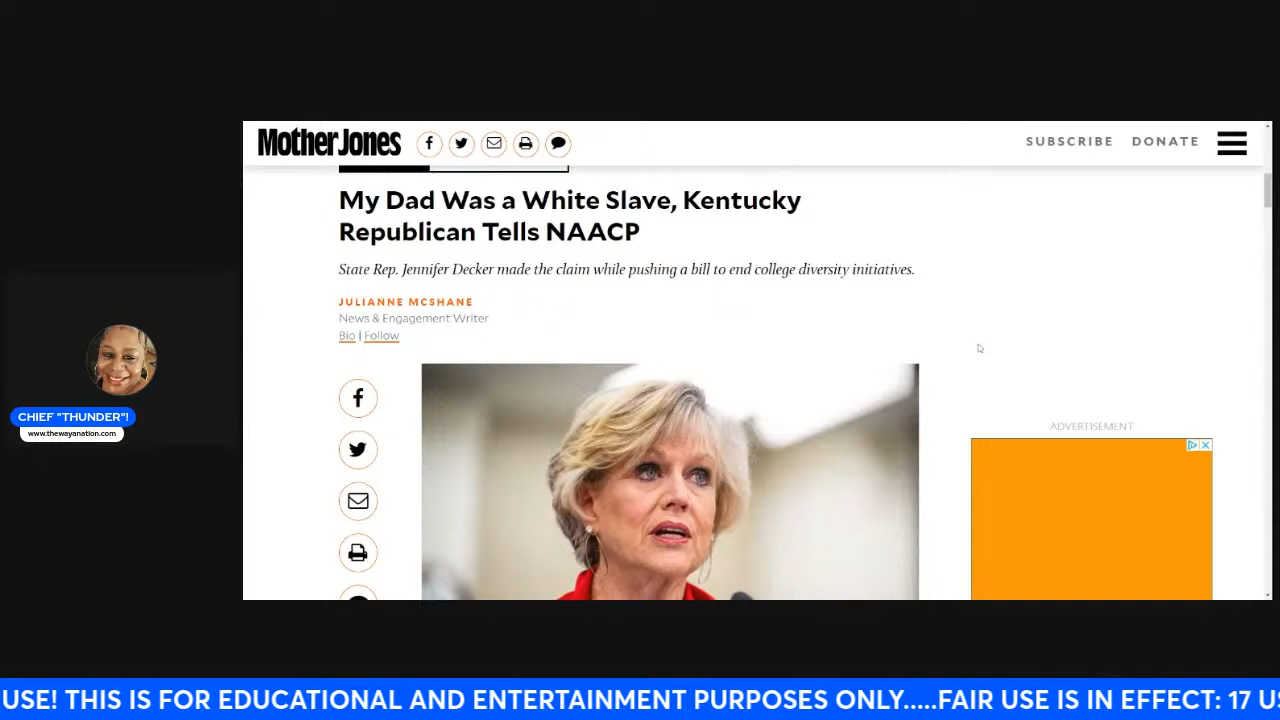 MotherJones
SUBSCRIBE DONATE
My Dad Was a White Slave, Kentucky
Republican Tells NAACP
State Rep. Jennifer Decker made the claim while pushing a bill to end college diversity initiatives.
JULIANNE MCSHANE
News & Engagement Writer
Bio | Follow
ADVERTISEMENT
CHIEF "THUNDER"!
www.thewayanation.com
USE! THIS IS FOR EDUCATIONAL AND ENTERTAINMENT PURPOSES ONLY.....FAIR USE IS IN EFFECT: 17 US